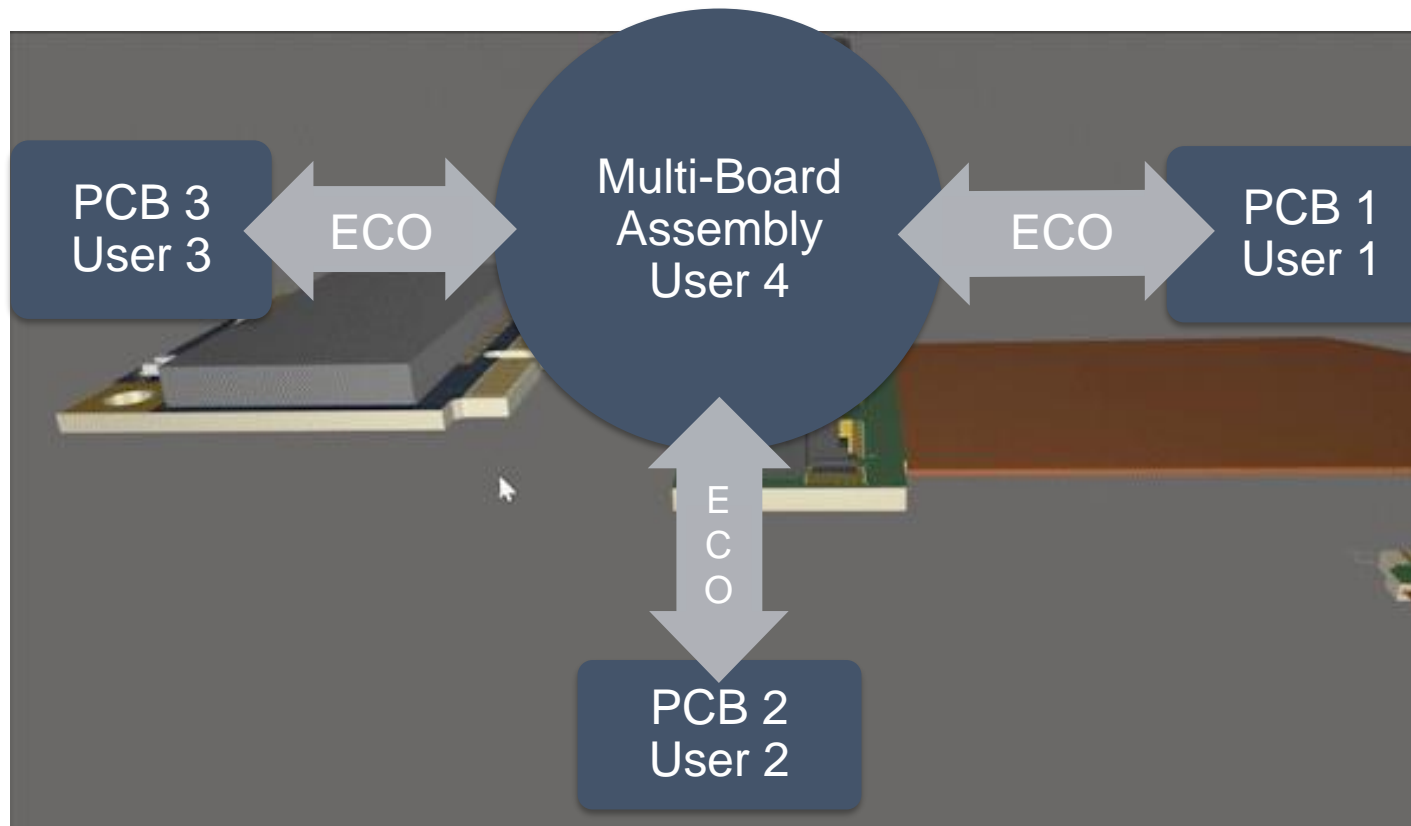 Multi-Board
Assembly
User 4
PCB 3
User 3
ECO
ECO
PCB 1
User 1
E
C
O
PCB 2
User 2